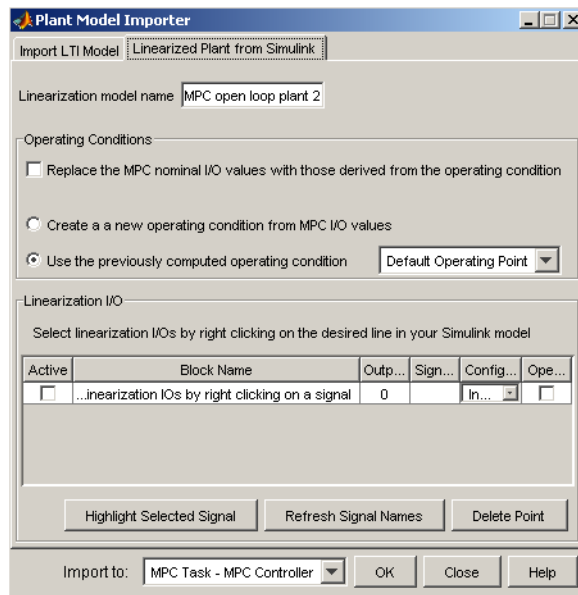 Plant Model Importer
Import LTI Model Linearized Plant from Simulink
Linearization model name MPC open loop plant 2
Operating Conditions
Replace the MPC nominal I/O values with those derived from the operating condition
Create a a new operating condition from MPC I/O values
Use the previously computed operating condition Default Operating Point
Linearization I/O
Select linearization I/Os by right clicking on the desired line in your Simulink model
Active Block Name Outp... Sign... Config... Ope...
...inearization IOs by right clicking on a signal 0 In...
Highlight Selected Signal Refresh Signal Names Delete Point
Import to: MPC Task - MPC Controller OK Close Help